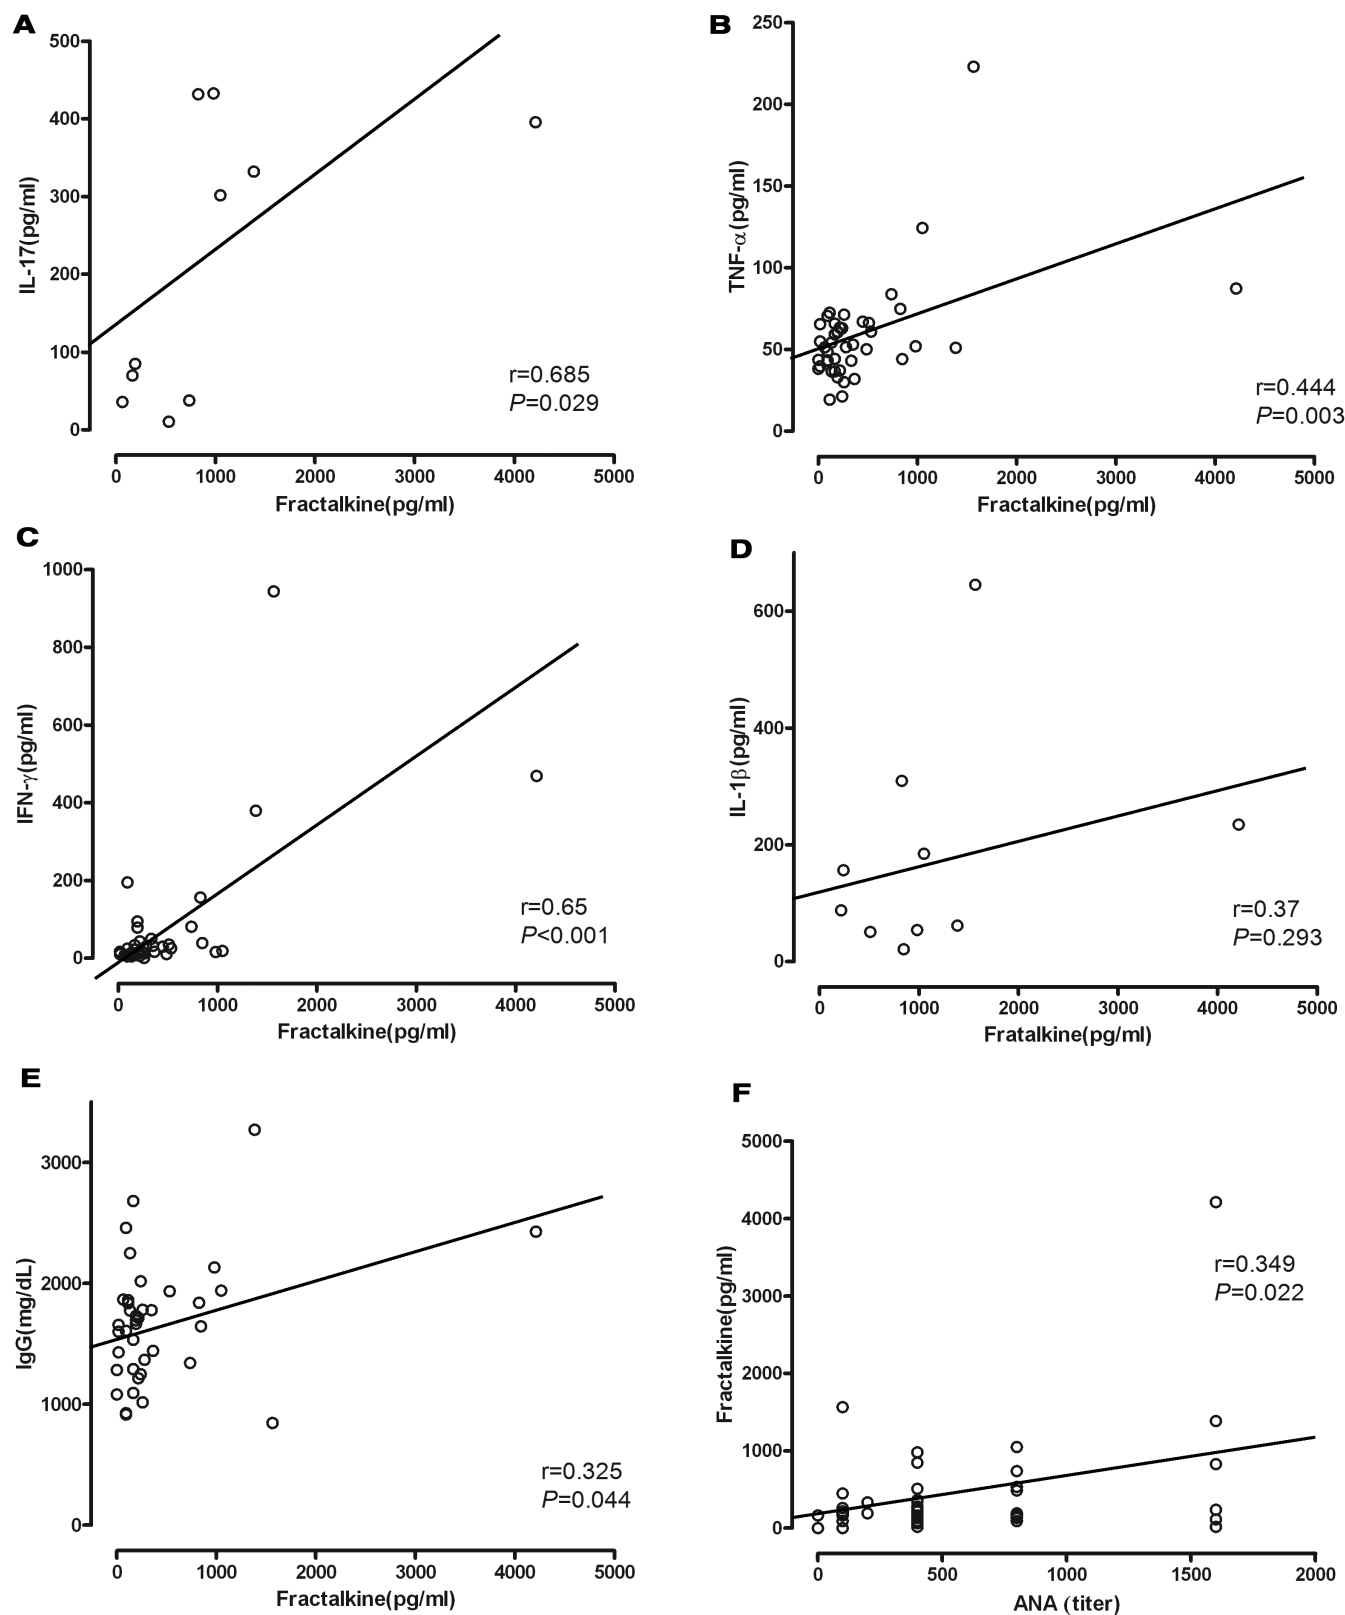 A
500
400
300
200
100
0
IL-17(pg/ml)
r=0.685
P=0.029
0 1000 2000 3000 4000 5000
Fractalkine(pg/ml)
B
250
200
150
100
50
0
TNF-α(pg/ml)
r=0.444
P=0.003
0 1000 2000 3000 4000 5000
Fractalkine(pg/ml)
C
1000
800
600
400
200
0
IFN-γ(pg/ml)
r=0.65
P<0.001
0 1000 2000 3000 4000 5000
Fractalkine(pg/ml)
D
600
400
200
0
IL-1β(pg/ml)
r=0.37
P=0.293
0 1000 2000 3000 4000 5000
Fratalkine(pg/ml)
E
3000
2000
1000
0
IgG(mg/dL)
r=0.325
P=0.044
0 1000 2000 3000 4000 5000
Fractalkine(pg/ml)
F
5000
4000
3000
2000
1000
0
Fractalkine(pg/ml)
r=0.349
P=0.022
0 500 1000 1500 2000
ANA (titer)